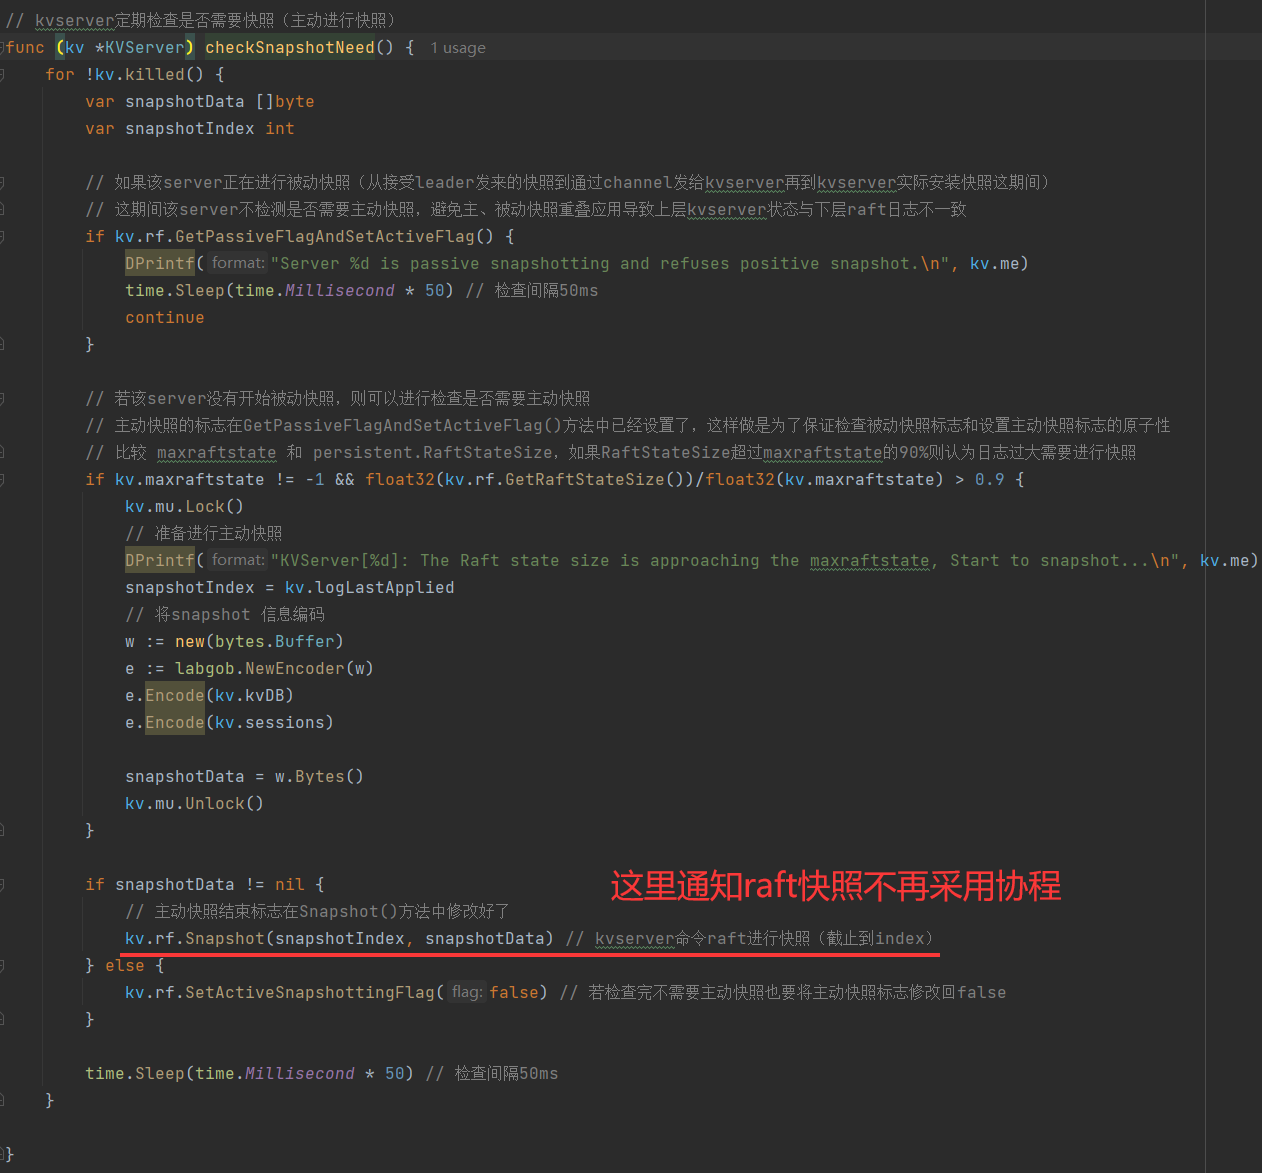 // kvserver定期检查是否需要快照（主动进行快照）
func (kv *KVServer) checkSnapshotNeed() { 1 usage
for !kv.killed() {
var snapshotData []byte
var snapshotIndex int
// 如果该server正在进行被动快照（从接受leader发来的快照到通过channel发给kvserver再到kvserver实际安装快照这期间）
// 这期间该server不检测是否需要主动快照，避免主、被动快照重叠应用导致上层kvserver状态与下层raft日志不一致
if kv.rf.GetPassiveFlagAndSetActiveFlag() {
DPrintf( format: "Server %d is passive snapshotting and refuses positive snapshot.\n", kv.me)
time.Sleep(time.Millisecond * 50) // 检查间隔50ms
continue
}
// 若该server没有开始被动快照，则可以进行检查是否需要主动快照
// 主动快照的标志在GetPassiveFlagAndSetActiveFlag()方法中已经设置了，这样做是为了保证检查被动快照标志和设置主动快照标志的原子性
// 比较 maxraftstate 和 persistent.RaftStateSize，如果RaftStateSize超过maxraftstate的90%则认为日志过大需要进行快照
if kv.maxraftstate != -1 && float32(kv.rf.GetRaftStateSize())/float32(kv.maxraftstate) > 0.9 {
kv.mu.Lock()
// 准备进行主动快照
DPrintf( format: "KVServer[%d]: The Raft state size is approaching the maxraftstate, Start to snapshot...\n", kv.me)
snapshotIndex = kv.logLastApplied
// 将snapshot 信息编码
w := new(bytes.Buffer)
e := labgob.NewEncoder(w)
e.Encode(kv.kvDB)
e.Encode(kv.sessions)
snapshotData = w.Bytes()
kv.mu.Unlock()
}
if snapshotData != nil {
这里通知raft快照不再采用协程
// 主动快照结束标志在Snapshot()方法中修改好了
kv.rf.Snapshot(snapshotIndex, snapshotData) // kvserver命令raft进行快照（截止到index）
} else {
kv.rf.SetActiveSnapshottingFlag( flag: false) // 若检查完不需要主动快照也要将主动快照标志修改回false
}
time.Sleep(time.Millisecond * 50) // 检查间隔50ms
}
}